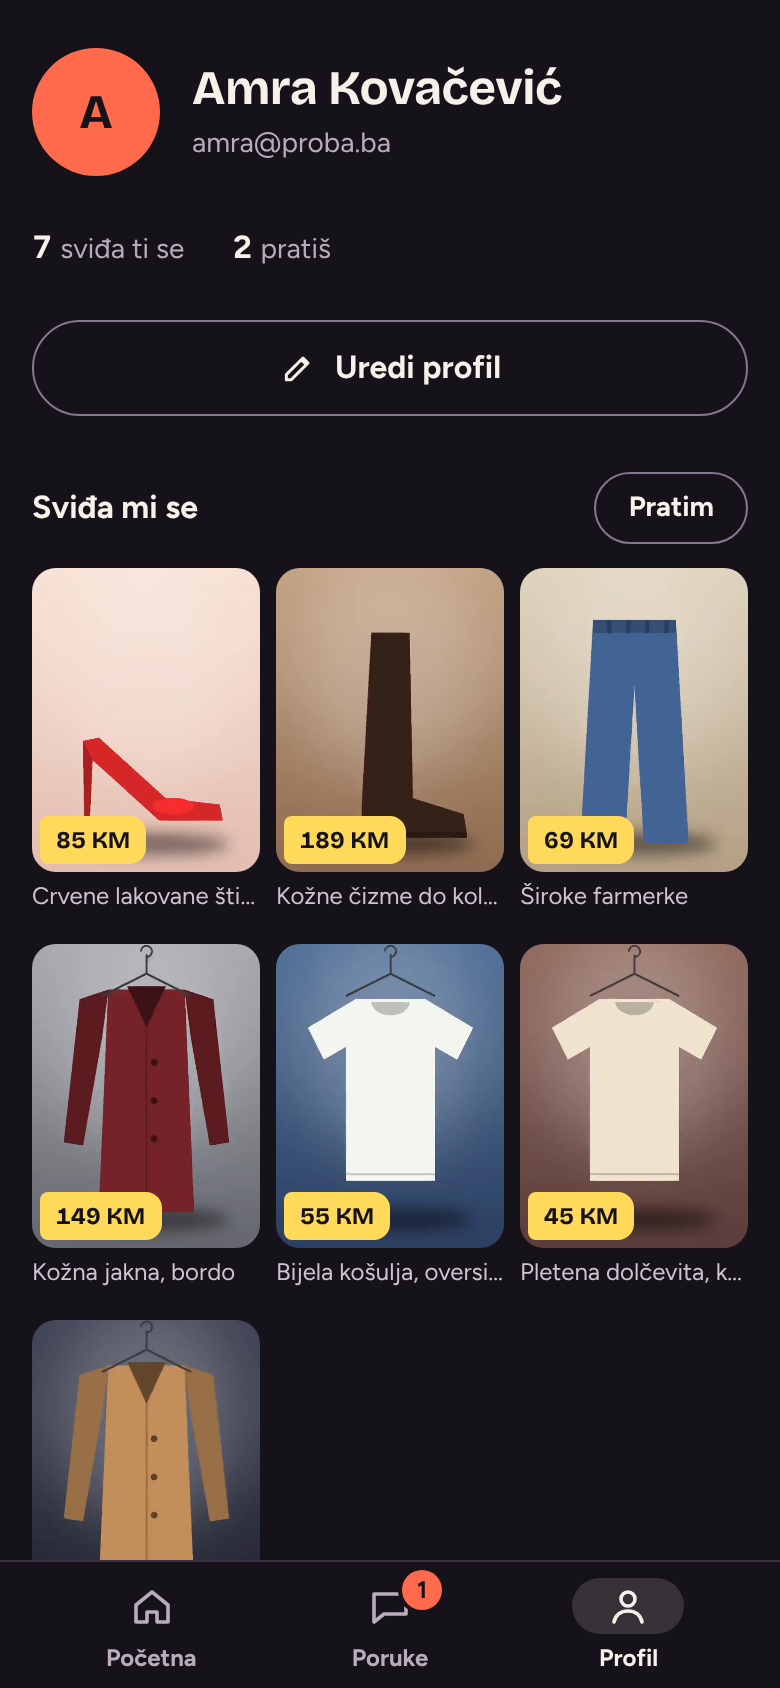 A
Amra Kovačević
amra@proba.ba
7 sviđa ti se 2 pratiš
Uredi profil
Sviđa mi se
Pratim
85 KM
189 KM
69 KM
Crvene lakovane šti...
Kožne čizme do kol...
Široke farmerke
149 KM
55 KM
45 KM
Kožna jakna, bordo
Bijela košulja, oversi...
Pletena dolčevita, k...
1
Početna
Poruke
Profil